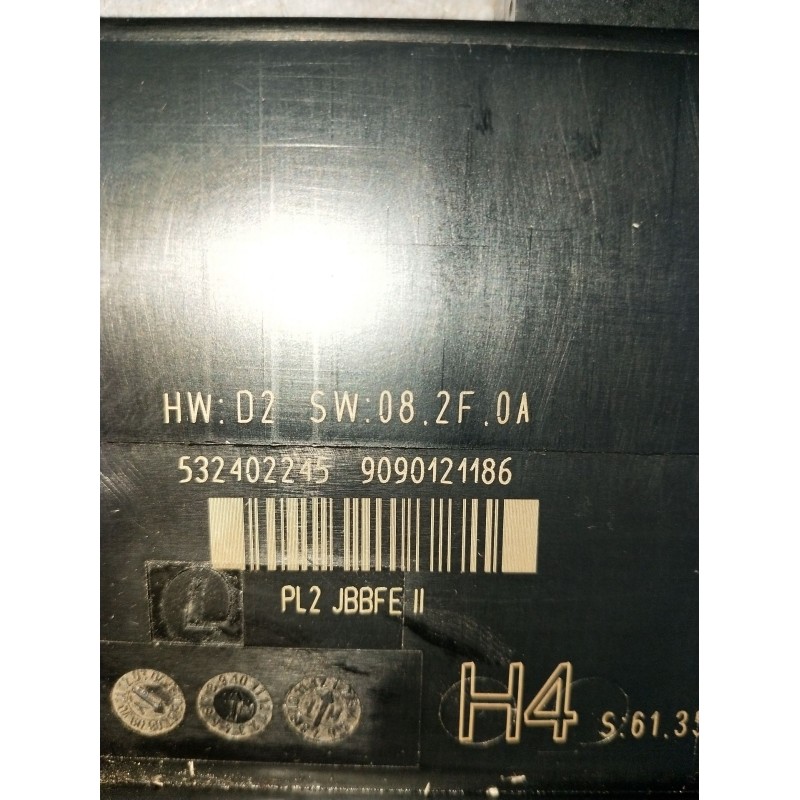 HW:D2 SW:08.2F.0A
532402245 9090121186
PL2 JBBFE II
H4 S:61.35